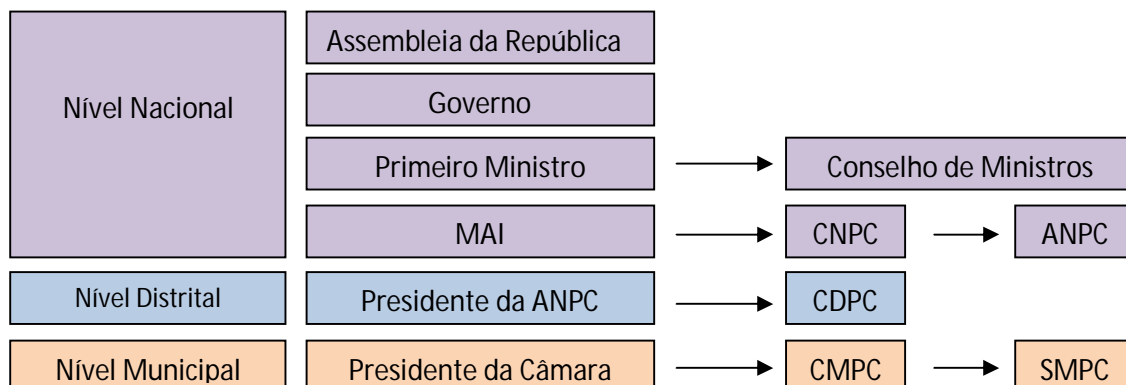 Assembleia da República
Nível Nacional
Governo
Primeiro Ministro
Conselho de Ministros
MAI
CNPC
ANPC
Nível Distrital
Presidente da ANPC
CDPC
Nível Municipal
Presidente da Câmara
CMPC
SMPC